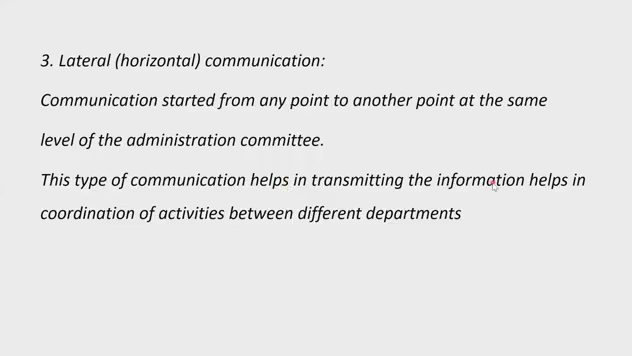 3. Lateral (horizontal) communication:
Communication started from any point to another point at the same
level of the administration committee.
This type of communication helps in transmitting the information helps in
coordination of activities between different departments